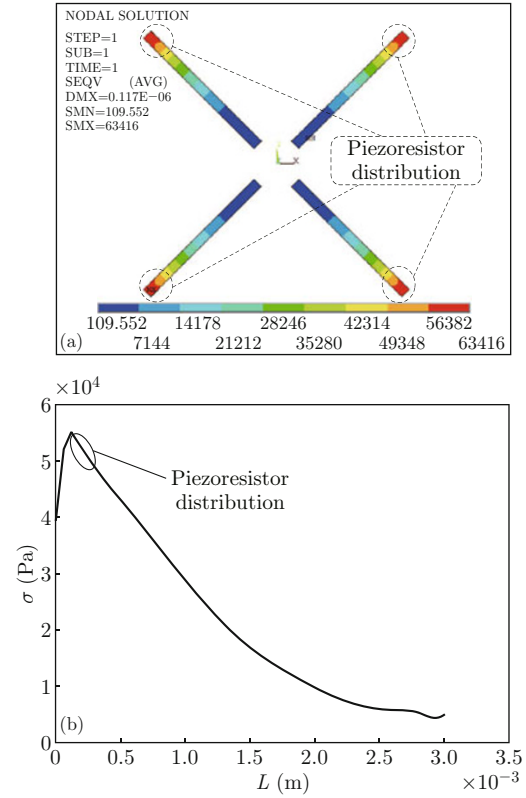 NODAL SOLUTION
STEP=1
SUB=1
TIME=1
SEQV (AVG)
DMX=0.117E−06
SMN=109.552
SMX=63416
Piezoresistor
distribution
X
109.552 14178 28246 42314 56382
7144 21212 35280 49348 63416
(a)
×10⁴
6
5
4
3
2
1
0
σ (Pa)
Piezoresistor
distribution
(b)
0 0.5 1.0 1.5 2.0 2.5 3.0 3.5
L (m)
×10⁻³